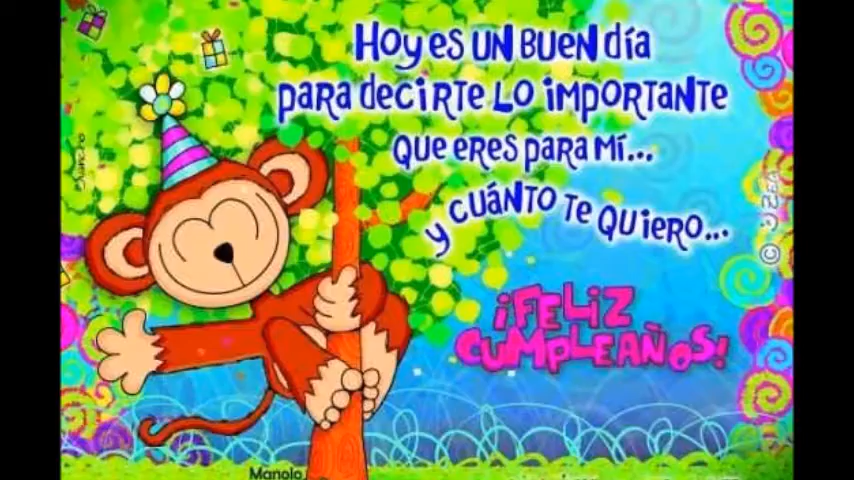 Hoy es UN BUEN día
para decirte LO importante
Que eres para mí...
y cuánto te quiero...
¡FELIZ
CUMPLEAÑOS!
© ZEA
Manolo